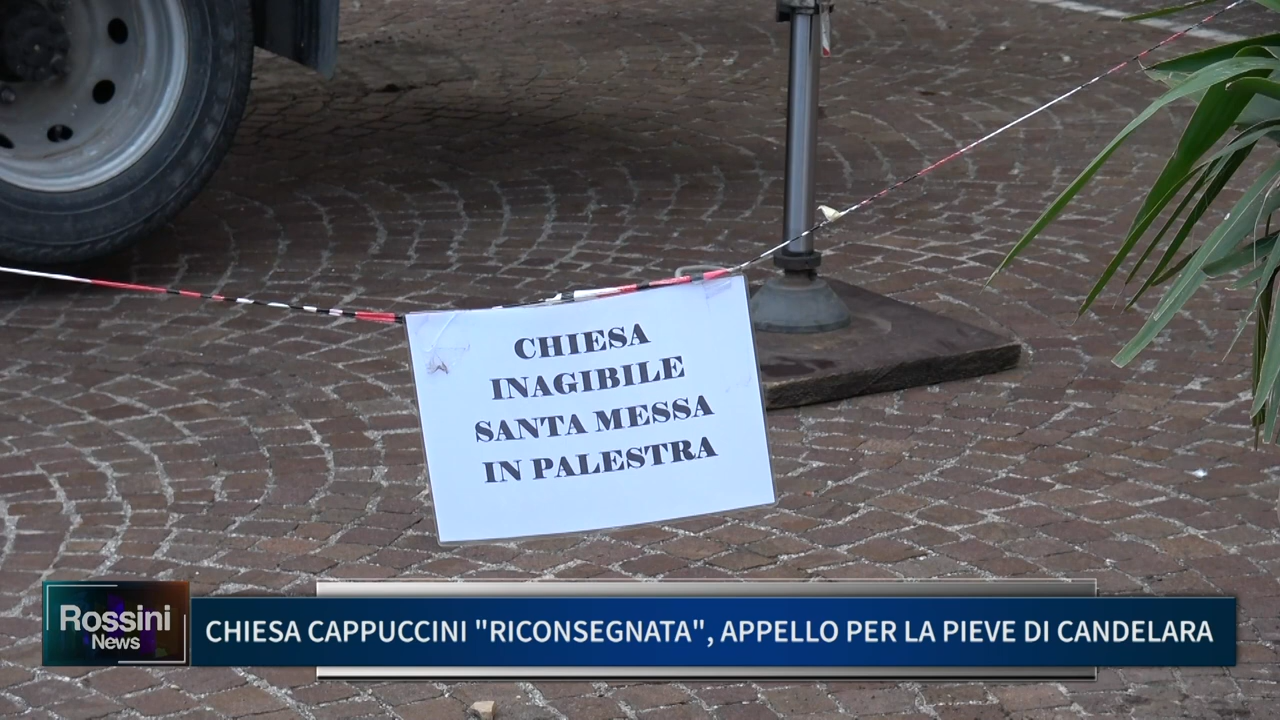 CHIESA
INAGIBILE
SANTA MESSA
IN PALESTRA
Rossini
News
CHIESA CAPPUCCINI "RICONSEGNATA", APPELLO PER LA PIEVE DI CANDELARA